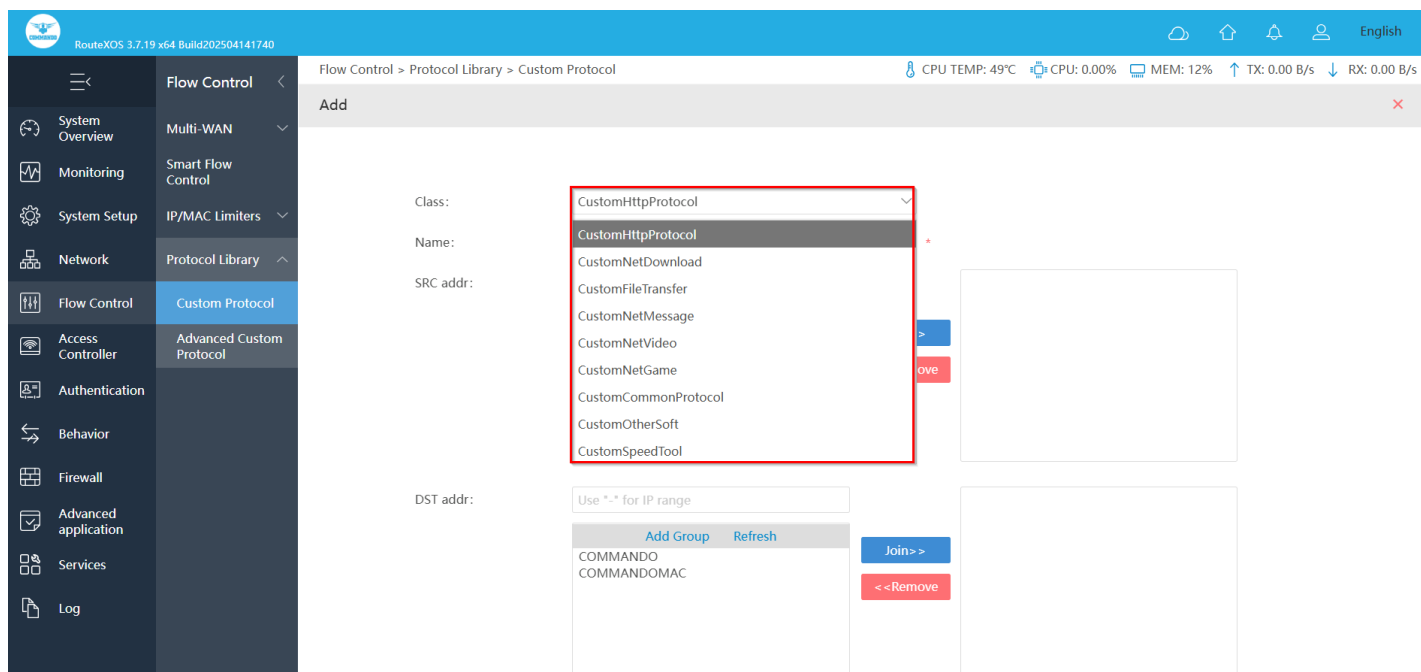 COMMANDO
RouteXOS 3.7.19 x64 Build202504141740
English
Flow Control
Flow Control > Protocol Library > Custom Protocol
CPU TEMP: 49℃ CPU: 0.00% MEM: 12% TX: 0.00 B/s RX: 0.00 B/s
Add
System
Overview
Monitoring
System Setup
Network
Flow Control
Access
Controller
Authentication
Behavior
Firewall
Advanced
application
Services
Log
Multi-WAN
Smart Flow
Control
IP/MAC Limiters
Protocol Library
Custom Protocol
Advanced Custom
Protocol
Class:
CustomHttpProtocol
CustomHttpProtocol
CustomNetDownload
CustomFileTransfer
CustomNetMessage
CustomNetVideo
CustomNetGame
CustomCommonProtocol
CustomOtherSoft
CustomSpeedTool
Name:
*
SRC addr:
>
ove
DST addr:
Use "-" for IP range
Add Group Refresh
COMMANDO
COMMANDOMAC
Join>>
<<Remove